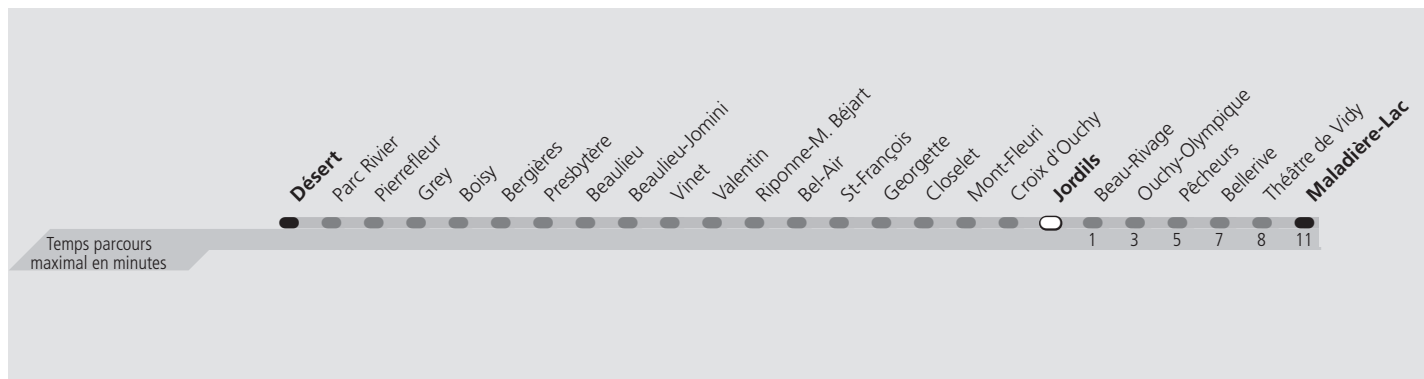 Désert
Parc Rivier
Pierrefleur
Grey
Boisy
Bergières
Presbytère
Beaulieu
Beaulieu-Jomini
Vinet
Valentin
Riponne-M. Béjart
Bel-Air
St-François
Georgette
Closelet
Mont-Fleuri
Croix d'Ouchy
Jordils
Beau-Rivage
Ouchy-Olympique
Pêcheurs
Bellerive
Théâtre de Vidy
Maladière-Lac
Temps parcours
maximal en minutes
1 3 5 7 8 11